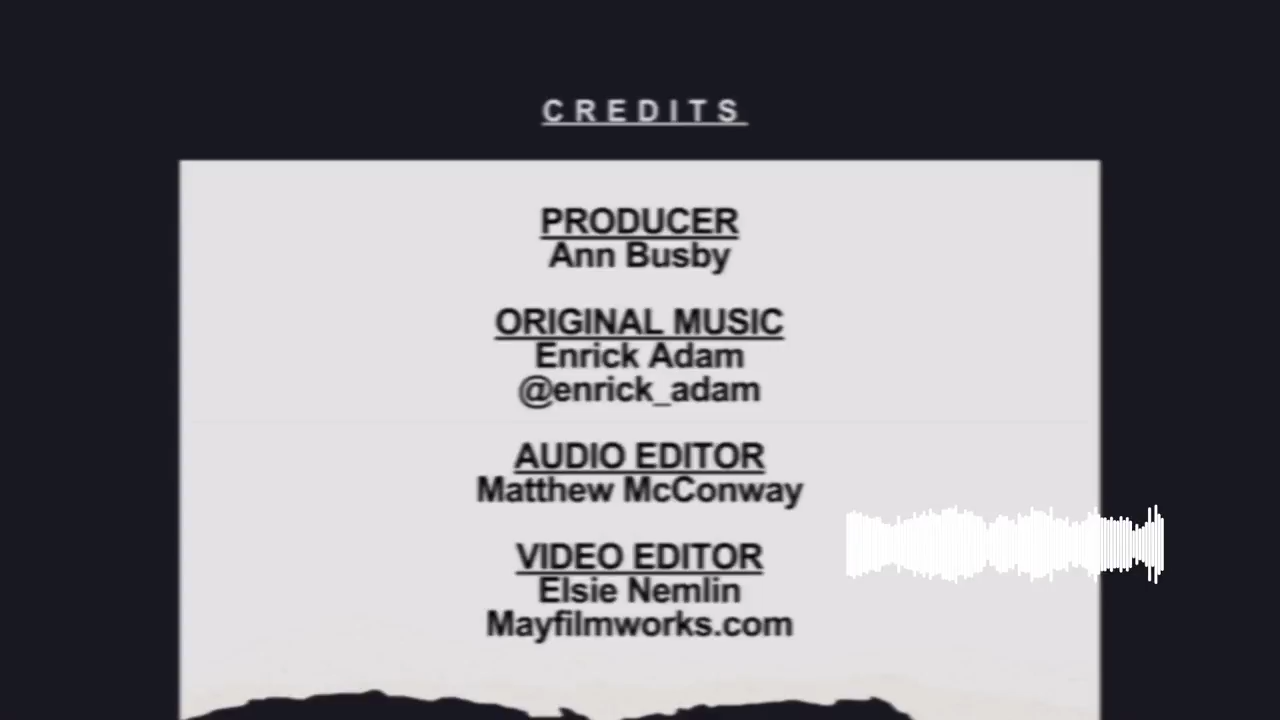 CREDITS
PRODUCER
Ann Busby
ORIGINAL MUSIC
Enrick Adam
@enrick_adam
AUDIO EDITOR
Matthew McConway
VIDEO EDITOR
Elsie Nemlin
Mayfilmworks.com